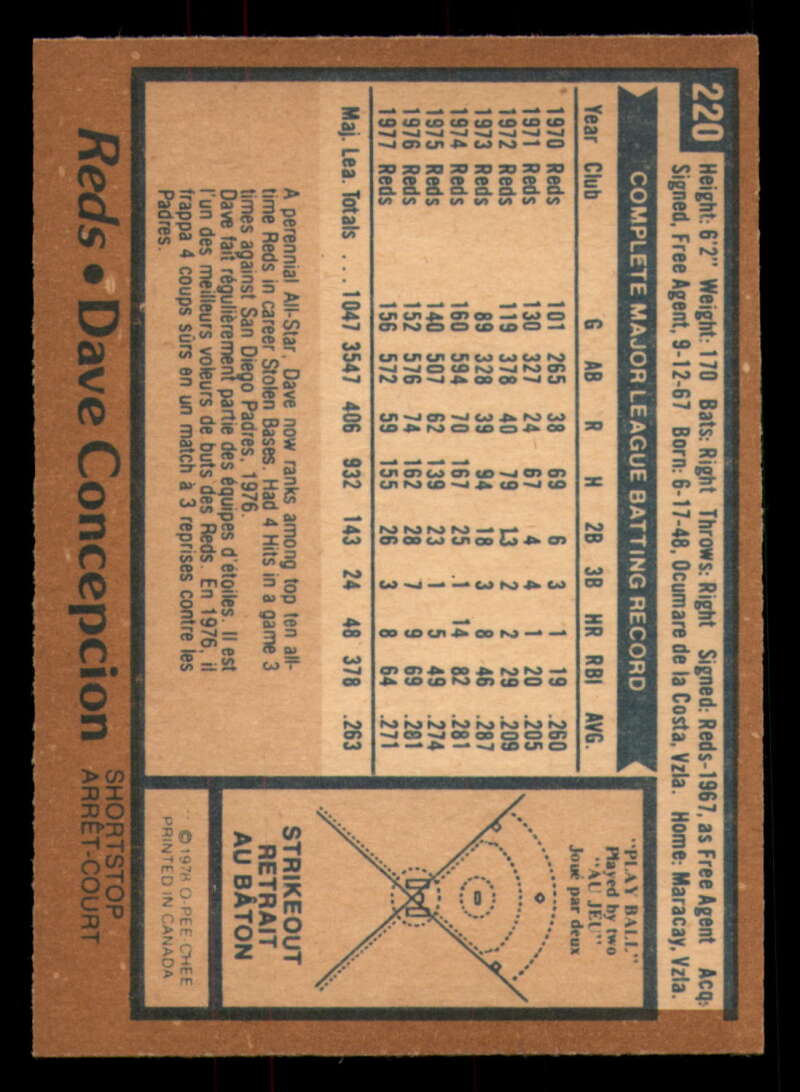 220
Height: 6'2" Weight: 170 Bats: Right Throws: Right Signed: Reds-1967, as Free Agent Acq:
Signed, Free Agent, 9-12-67 Born: 6-17-48, Ocumare de la Costa, Vzla. Home: Maracay, Vzla.
COMPLETE MAJOR LEAGUE BATTING RECORD
Year Club G AB R H 2B 3B HR RBI AVG.
1970 Reds 101 265 38 69 6 3 1 19 .260
1971 Reds 130 327 24 67 4 4 1 20 .205
1972 Reds 119 378 40 79 13 2 2 29 .209
1973 Reds 89 328 39 94 18 3 8 46 .287
1974 Reds 160 594 70 167 25 1 14 82 .281
1975 Reds 140 507 62 139 23 1 5 49 .274
1976 Reds 152 576 74 162 28 7 9 69 .281
1977 Reds 156 572 59 155 26 3 8 64 .271
Maj. Lea. Totals ... 1047 3547 406 932 143 24 48 378 .263
A perennial All-Star, Dave now ranks among top ten all-
time Reds in career Stolen Bases. Had 4 Hits in a game 3
times against San Diego Padres, 1976.
Dave fait régulièrement partie des équipes d'étoiles. Il est
l'un des meilleurs voleurs de buts des Reds. En 1976, il
frappa 4 coups sûrs en un match à 3 reprises contre les
Padres.
"PLAY BALL"
Played by two
"AU JEU"
Joué par deux
STRIKEOUT
RETRAIT
AU BÂTON
© 1978 O-PEE-CHEE
PRINTED IN CANADA
Reds • Dave Concepcion
SHORTSTOP
ARRÊT-COURT